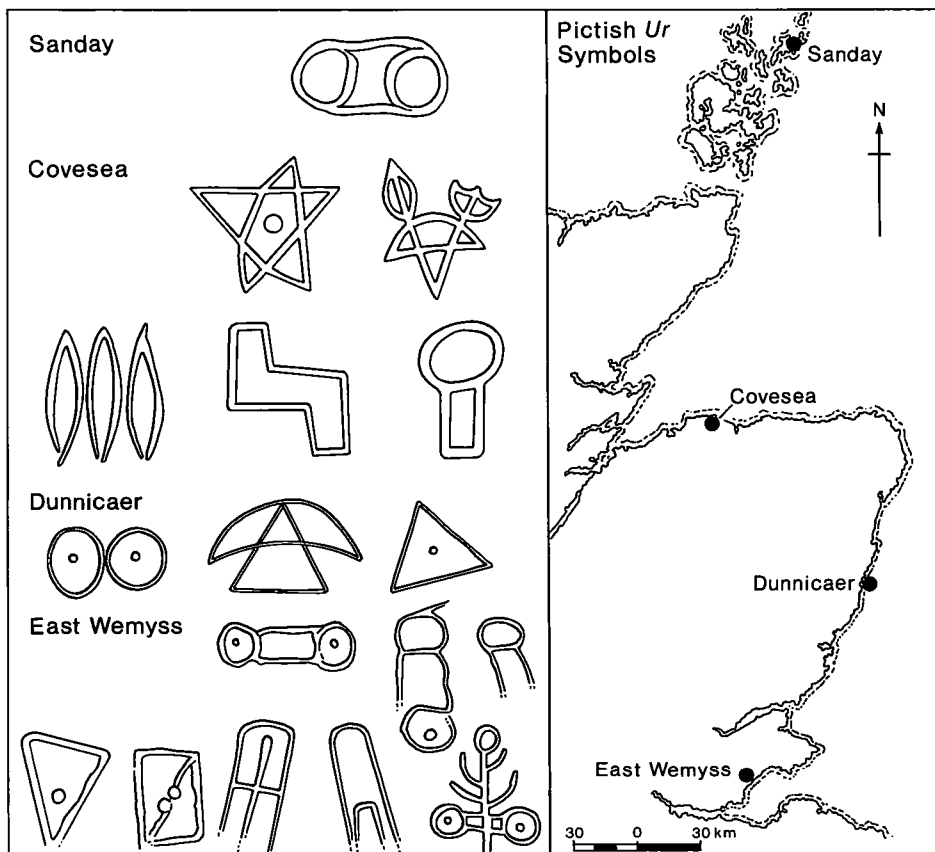 Sanday
Covesea
Dunnicaer
East Wemyss
Pictish Ur
Symbols
Sanday
N
Covesea
Dunnicaer
East Wemyss
30 0 30 km